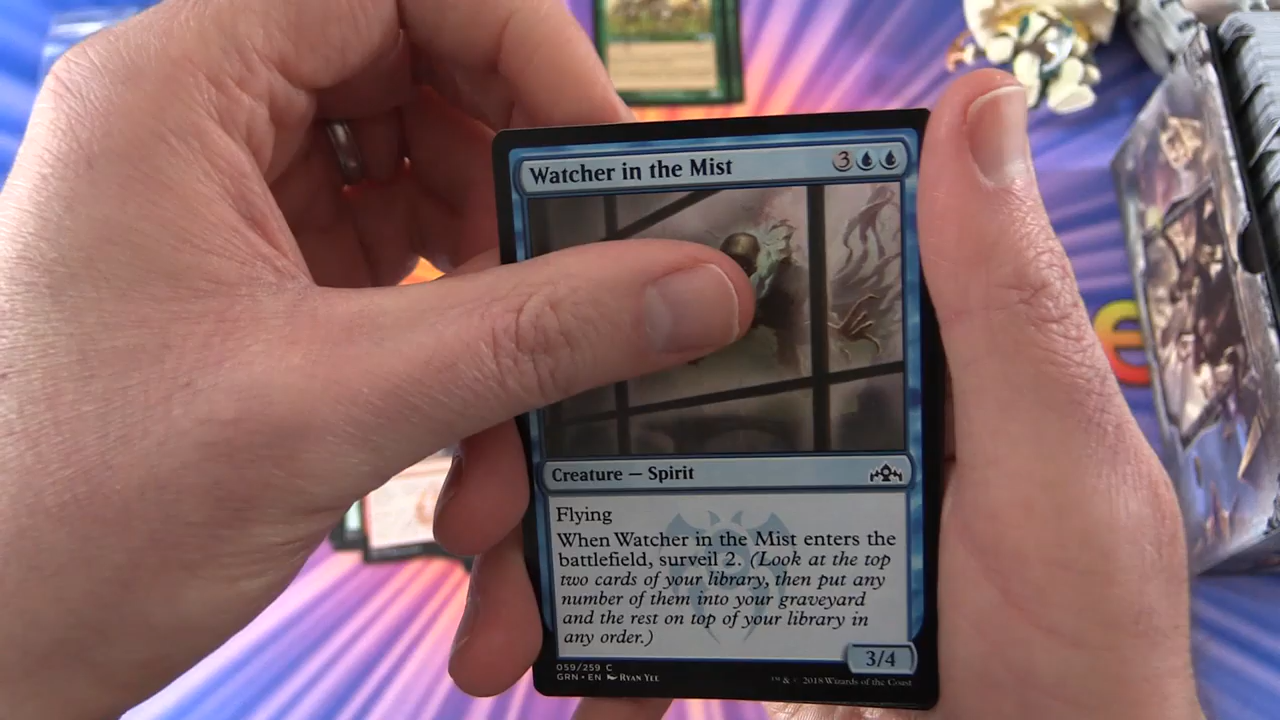 Watcher in the Mist 3
Creature — Spirit
Flying
When Watcher in the Mist enters the
battlefield, surveil 2. (Look at the top
two cards of your library, then put any
number of them into your graveyard
and the rest on top of your library in
any order.)
3/4
059/259 C
GRN • EN RYAN YEE
™ & © 2018 Wizards of the Coast
e